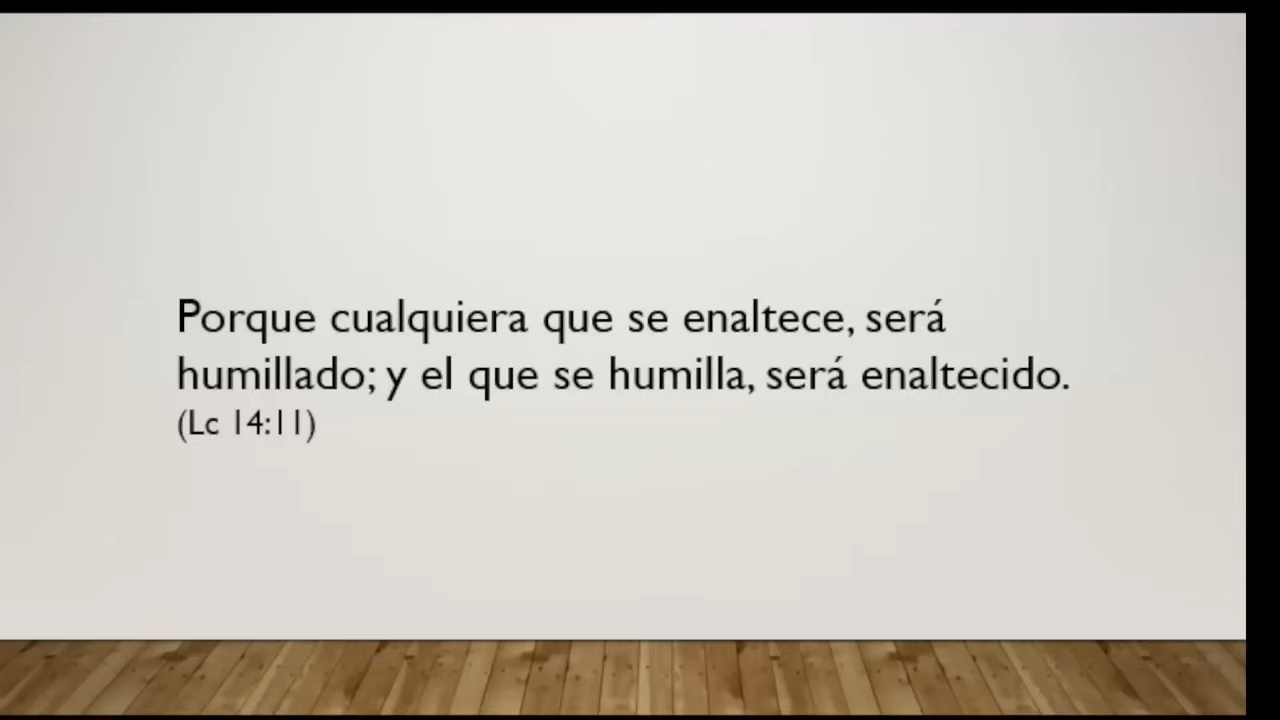 Porque cualquiera que se enaltece, será
humillado; y el que se humilla, será enaltecido.
(Lc 14:11)